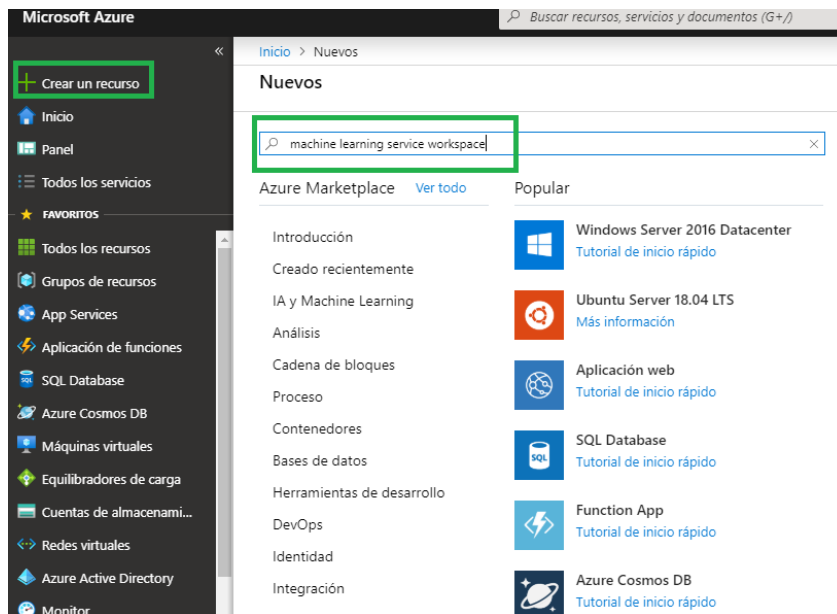 Microsoft Azure
Buscar recursos, servicios y documentos (G+/)
«
Crear un recurso
Inicio
Panel
Todos los servicios
FAVORITOS
Todos los recursos
Grupos de recursos
App Services
Aplicación de funciones
SQL Database
Azure Cosmos DB
Máquinas virtuales
Equilibradores de carga
Cuentas de almacenami...
Redes virtuales
Azure Active Directory
Monitor
Inicio > Nuevos
Nuevos
machine learning service workspace
Azure Marketplace Ver todo
Introducción
Creado recientemente
IA y Machine Learning
Análisis
Cadena de bloques
Proceso
Contenedores
Bases de datos
Herramientas de desarrollo
DevOps
Identidad
Integración
Popular
Windows Server 2016 Datacenter
Tutorial de inicio rápido
Ubuntu Server 18.04 LTS
Más información
Aplicación web
Tutorial de inicio rápido
SQL Database
Tutorial de inicio rápido
Function App
Tutorial de inicio rápido
Azure Cosmos DB
Tutorial de inicio rápido